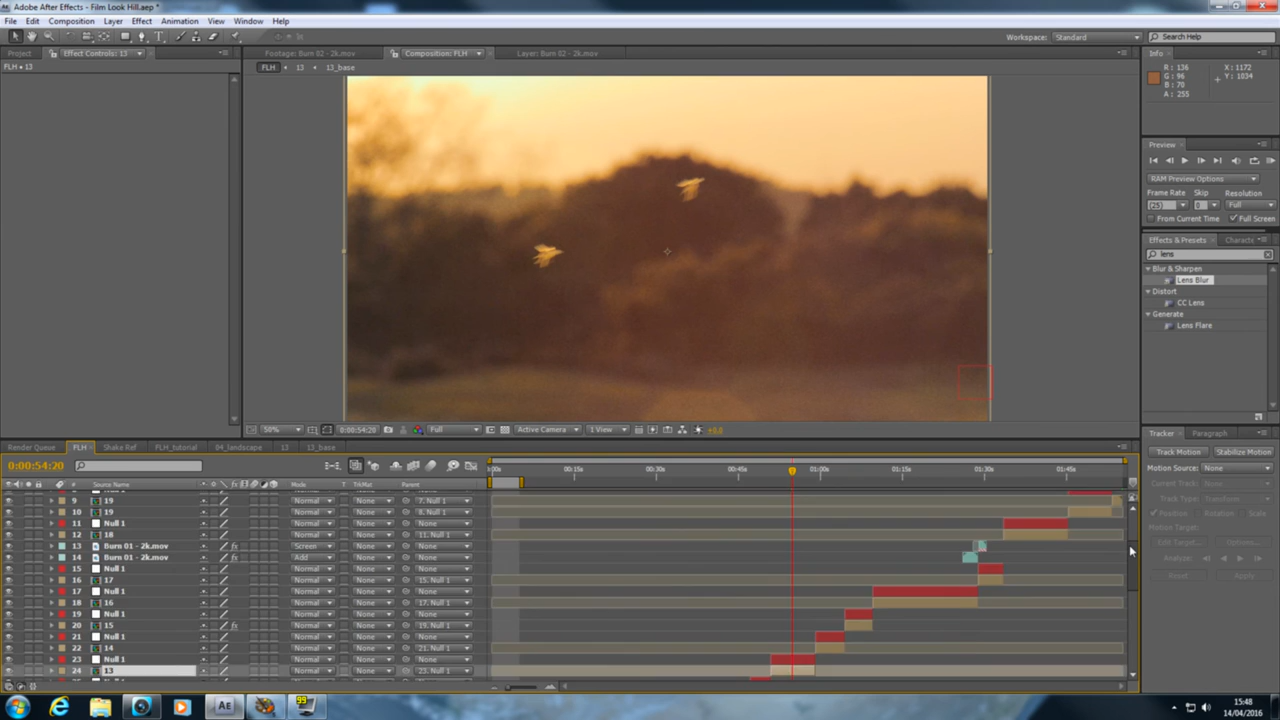 Adobe After Effects - Film Look Hill.aep *
File Edit Composition Layer Effect Animation View Window Help
Workspace: Standard Search Help
Project Effect Controls: 13 Footage: Burn 02 - 2k.mov Composition: FLH Layer: Burn 02 - 2k.mov Info
FLH • 13
FLH 13 13_base
R : 136 X : 1172
G : 96 Y : 1034
B : 70
A : 255
Preview
RAM Preview Options
Frame Rate Skip Resolution
(25) 0 Full
From Current Time Full Screen
Effects & Presets Characte
lens
Blur & Sharpen
Lens Blur
Distort
CC Lens
Generate
Lens Flare
50% 0:00:54:20 Full Active Camera 1 View +0.0
Tracker Paragraph
Track Motion Stabilize Motion
Motion Source: None
Current Track: None
Track Type: Transform
Position Rotation Scale
Motion Target:
Edit Target... Options...
Analyze:
Reset Apply
Render Queue FLH Shake Ref FLH_tutorial 04_landscape 13 13_base
0:00:54:20
:00s 00:15s 00:30s 00:45s 01:00s 01:15s 01:30s 01:45s
# Source Name Mode T TrkMat Parent
9 19 Normal None 7. Null 1
10 19 Normal None 8. Null 1
11 Null 1 Normal None None
12 18 Normal None 11. Null 1
13 Burn 01 - 2k.mov fx Screen None None
14 Burn 01 - 2k.mov fx Add None None
15 Null 1 Normal None None
16 17 Normal None 15. Null 1
17 Null 1 Normal None None
18 16 Normal None 17. Null 1
19 Null 1 Normal None None
20 15 fx Normal None 19. Null 1
21 Null 1 Normal None None
22 14 Normal None 21. Null 1
23 Null 1 Normal None None
24 13 Normal None 23. Null 1
Ae 99
15:48
14/04/2016